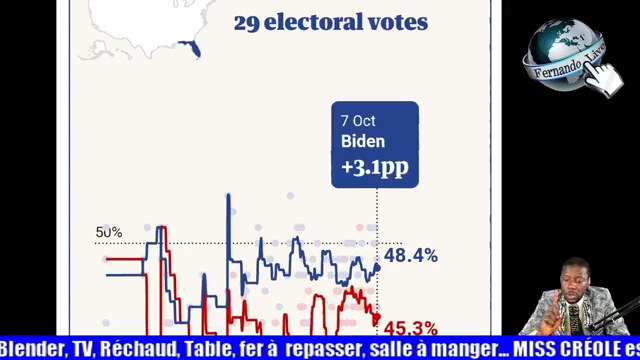 29 electoral votes
Fernando Live
7 Oct
Biden
+3.1pp
50%
48.4%
45.3%
Blender, TV, Réchaud, Table, fer à repasser, salle à manger... MISS CRÉOLE e